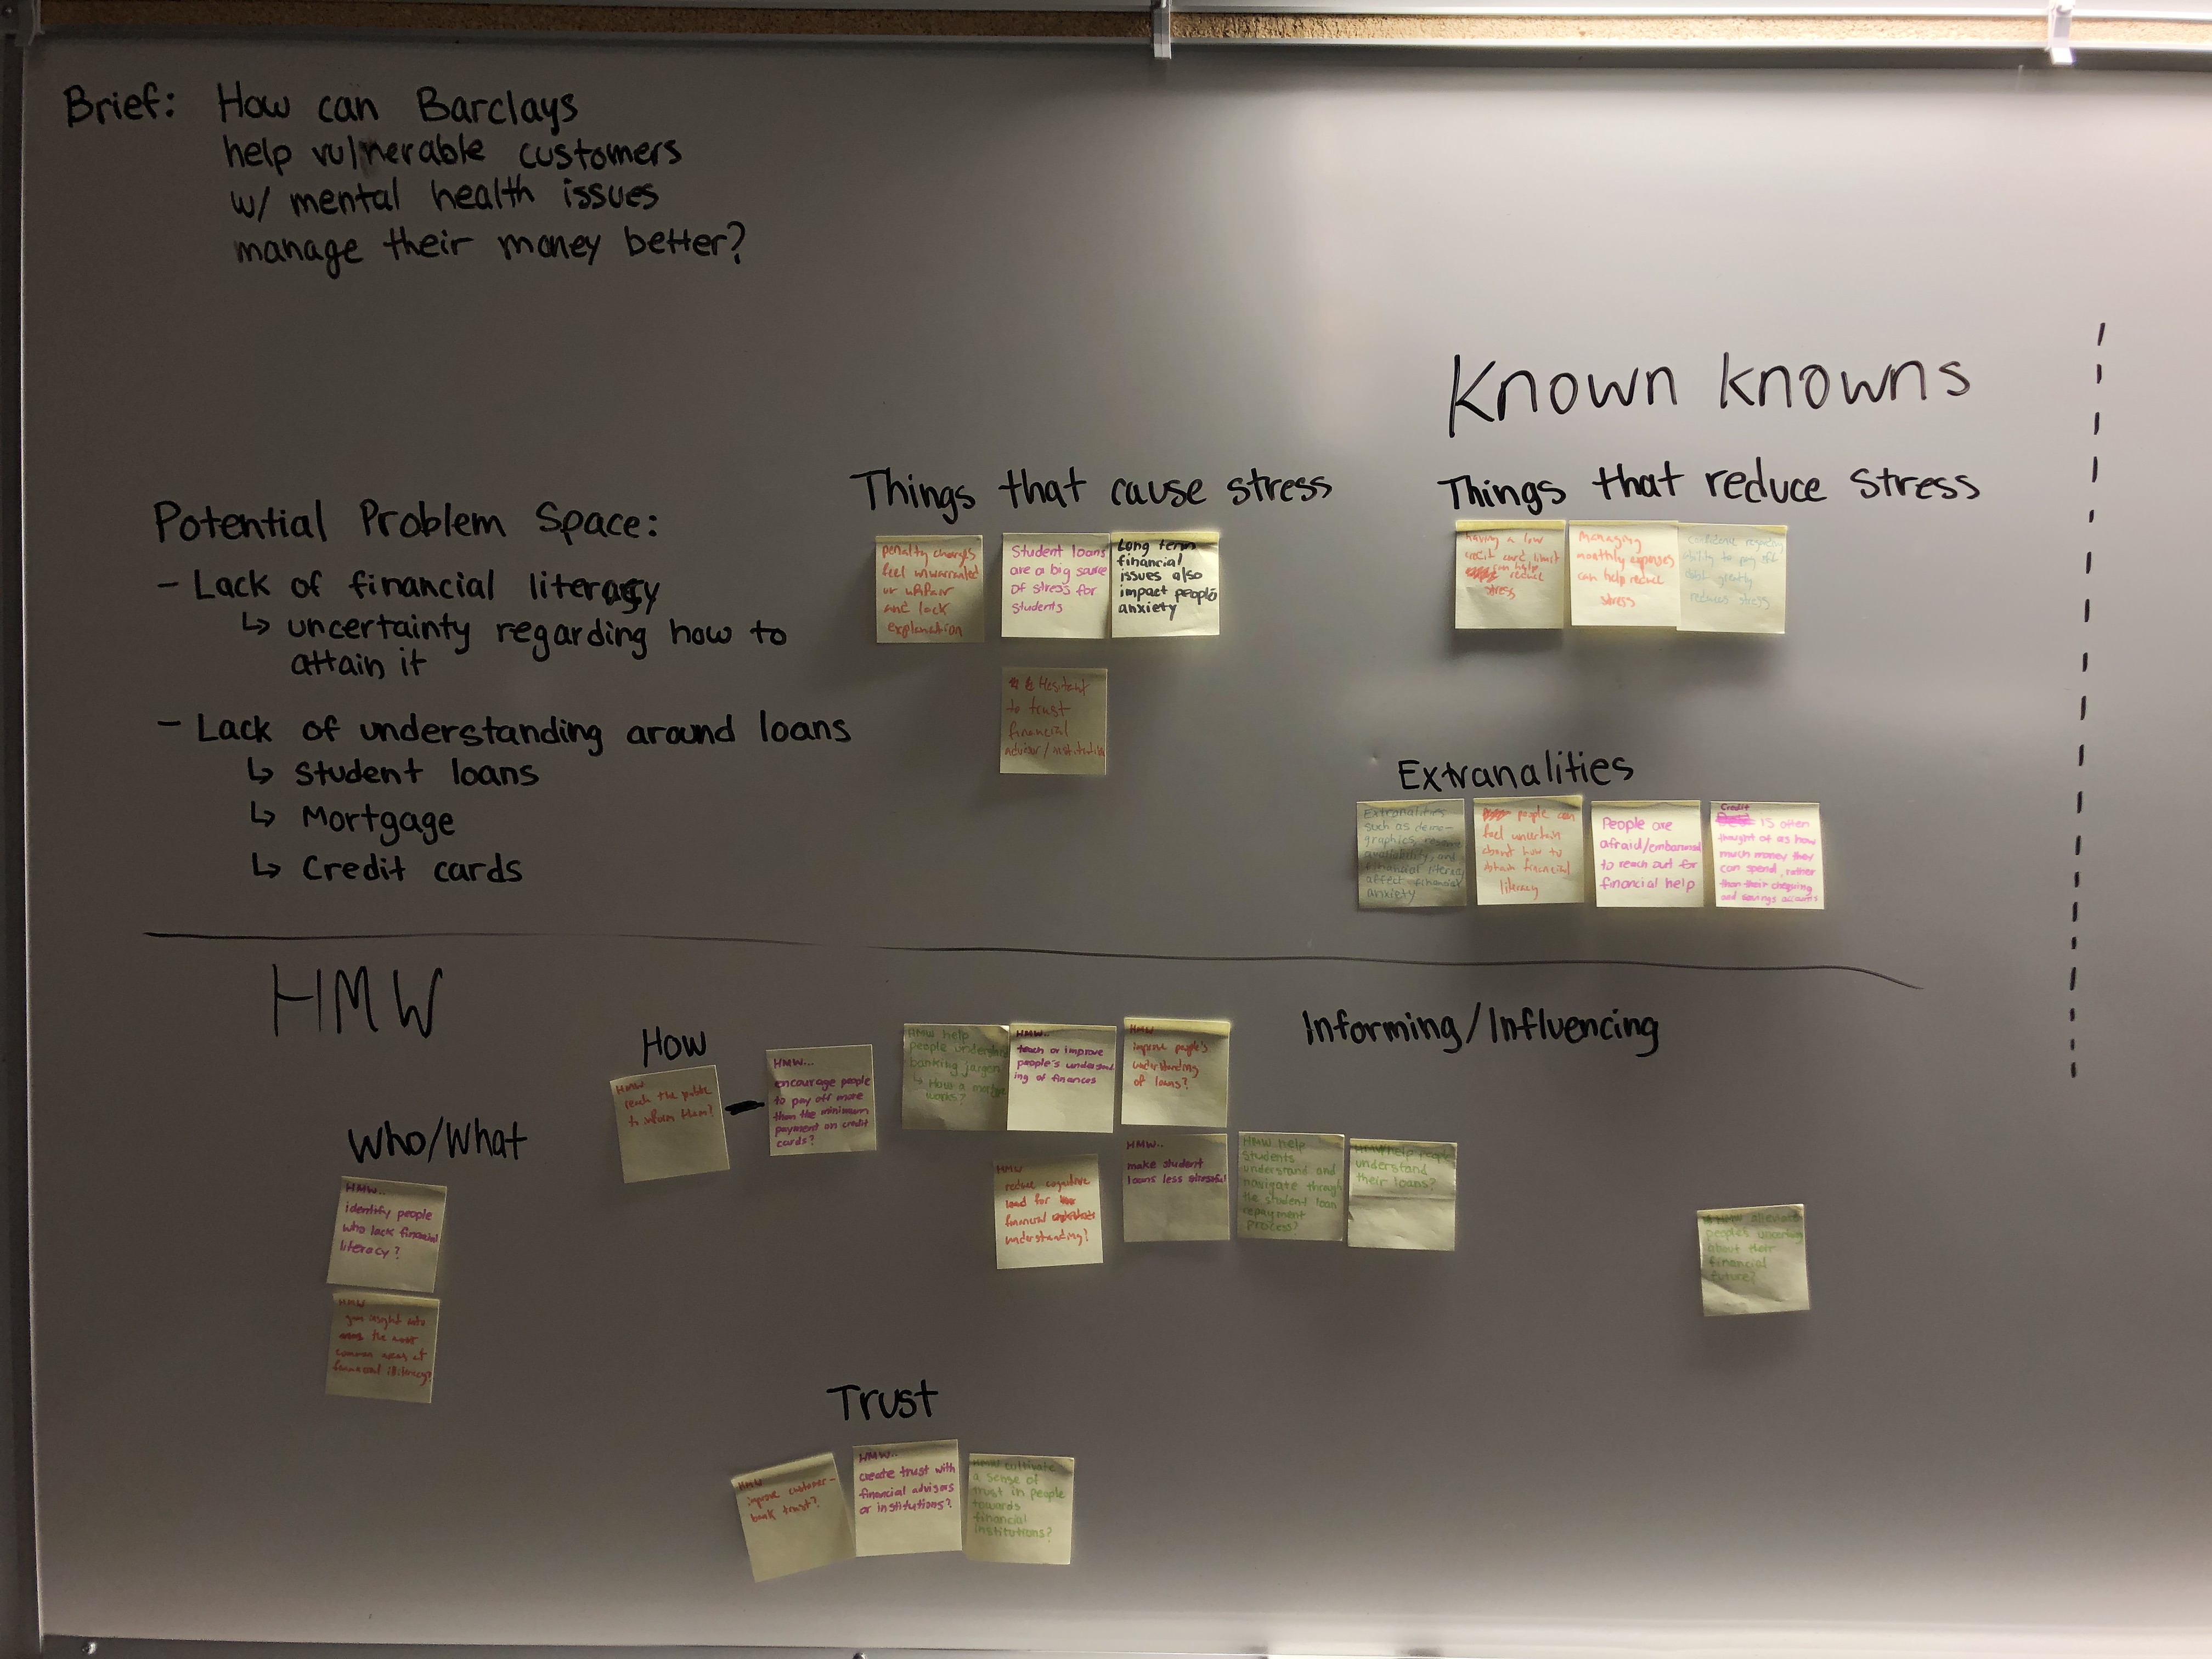 Brief: How can Barclays
help vulnerable customers
w/ mental health issues
manage their money better?
Known knowns
Potential Problem Space:
- Lack of financial literacy
↳ uncertainty regarding how to
attain it
- Lack of understanding around loans
↳ Student loans
↳ Mortgage
↳ Credit cards
Things that cause stress
penalty charges
feel unwarranted
or unfair
and lack
explanation
Student loans
are a big source
of stress for
students
Long term
financial
issues also
impact people's
anxiety
Hesitant
to trust
financial
advisor/institution
Things that reduce stress
having a low
credit card limit
can help
reduce
stress
Managing
monthly expenses
can help reduce
stress
confidence regarding
ability to pay off
debt greatly
reduces stress
Extranalities
Extranalities
such as demo-
graphics,
availability, and
financial literacy
affect financial
anxiety
people can
feel uncertain
about how to
obtain financial
literacy
People are
afraid/embarrassed
to reach out for
financial help
Credit
is often
thought of as how
much money they
can spend, rather
than their chequing
and savings accounts
HMW
Who/What
HMW..
identify people
who lack financial
literacy?
HMW
gain insight into
the most
common areas of
financial illiteracy?
How
HMW
reach the public
to inform them?
HMW...
encourage people
to pay off more
than the minimum
payment on credit
cards?
Informing/Influencing
HMW help
people understand
banking jargon
↳ How a mortgage
works?
HMW..
teach or improve
people's understand
ing of finances
HMW
improve people's
understanding
of loans?
HMW
reduce cognitive
load for
financial
understanding?
HMW..
make student
loans less stressful
HMW help
students
understand and
navigate through
the student loan
repayment
process?
HMW help people
understand
their loans?
HMW alleviate
people's uncertainty
about their
financial
future?
Trust
HMW
improve customer-
bank trust?
HMW..
create trust with
financial advisors
or institutions?
HMW cultivate
a sense of
trust in people
towards
financial
institutions?